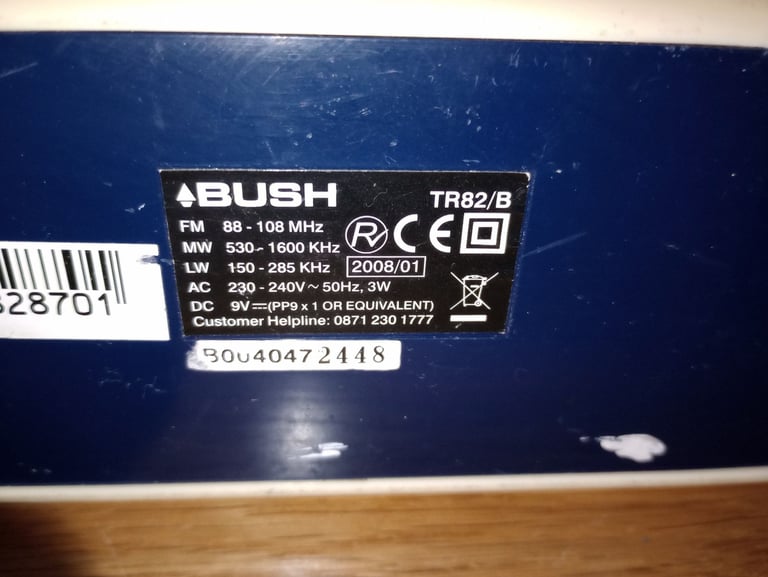 BUSH TR82/B
FM 88 - 108 MHz
MW 530 - 1600 KHz
LW 150 - 285 KHz 2008/01
AC 230 - 240V ~ 50Hz, 3W
DC 9V⎓(PP9 x 1 OR EQUIVALENT)
Customer Helpline: 0871 230 1777
328701
B0040472448